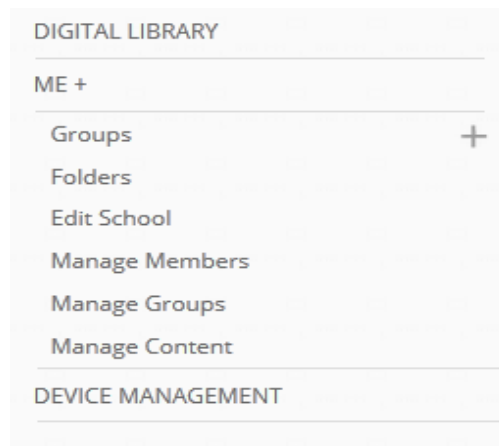 DIGITAL LIBRARY
ME +
Groups +
Folders
Edit School
Manage Members
Manage Groups
Manage Content
DEVICE MANAGEMENT